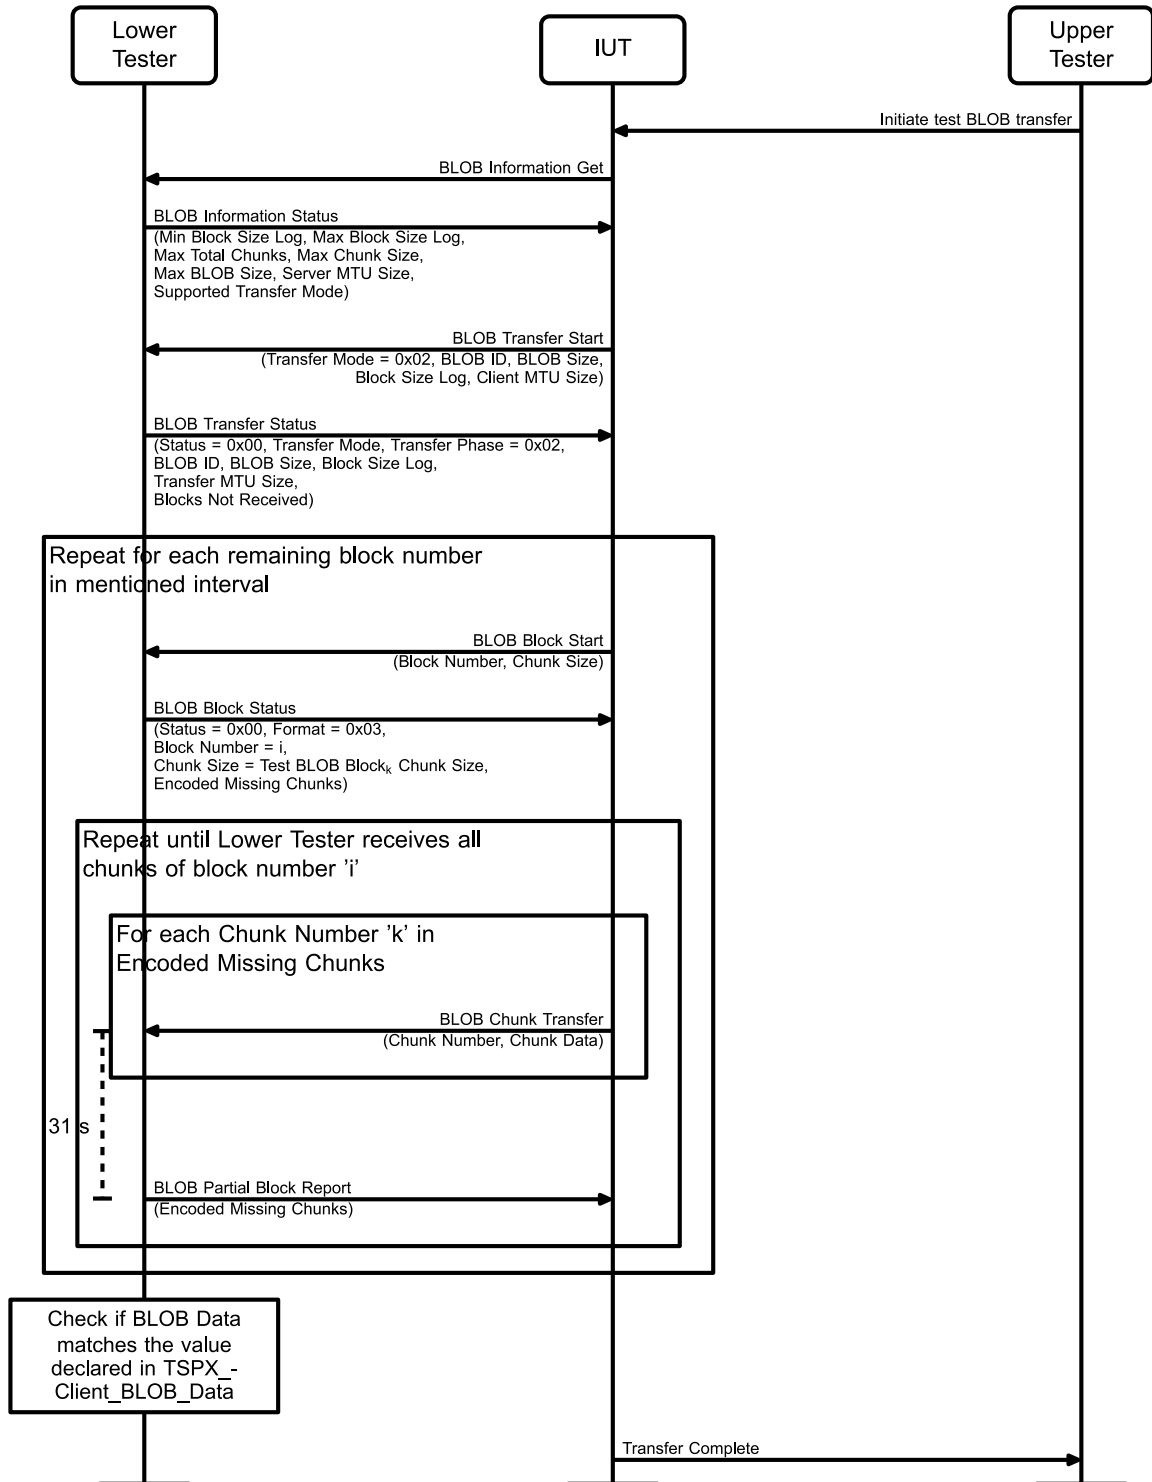 Lower
Tester
IUT
Upper
Tester
Initiate test BLOB transfer
BLOB Information Get
BLOB Information Status
(Min Block Size Log, Max Block Size Log,
Max Total Chunks, Max Chunk Size,
Max BLOB Size, Server MTU Size,
Supported Transfer Mode)
BLOB Transfer Start
(Transfer Mode = 0x02, BLOB ID, BLOB Size,
Block Size Log, Client MTU Size)
BLOB Transfer Status
(Status = 0x00, Transfer Mode, Transfer Phase = 0x02,
BLOB ID, BLOB Size, Block Size Log,
Transfer MTU Size,
Blocks Not Received)
Repeat for each remaining block number
in mentioned interval
BLOB Block Start
(Block Number, Chunk Size)
BLOB Block Status
(Status = 0x00, Format = 0x03,
Block Number = i,
Chunk Size = Test BLOB Blockₖ Chunk Size,
Encoded Missing Chunks)
Repeat until Lower Tester receives all
chunks of block number 'i'
For each Chunk Number 'k' in
Encoded Missing Chunks
BLOB Chunk Transfer
(Chunk Number, Chunk Data)
31 s
BLOB Partial Block Report
(Encoded Missing Chunks)
Check if BLOB Data
matches the value
declared in TSPX_-
Client_BLOB_Data
Transfer Complete